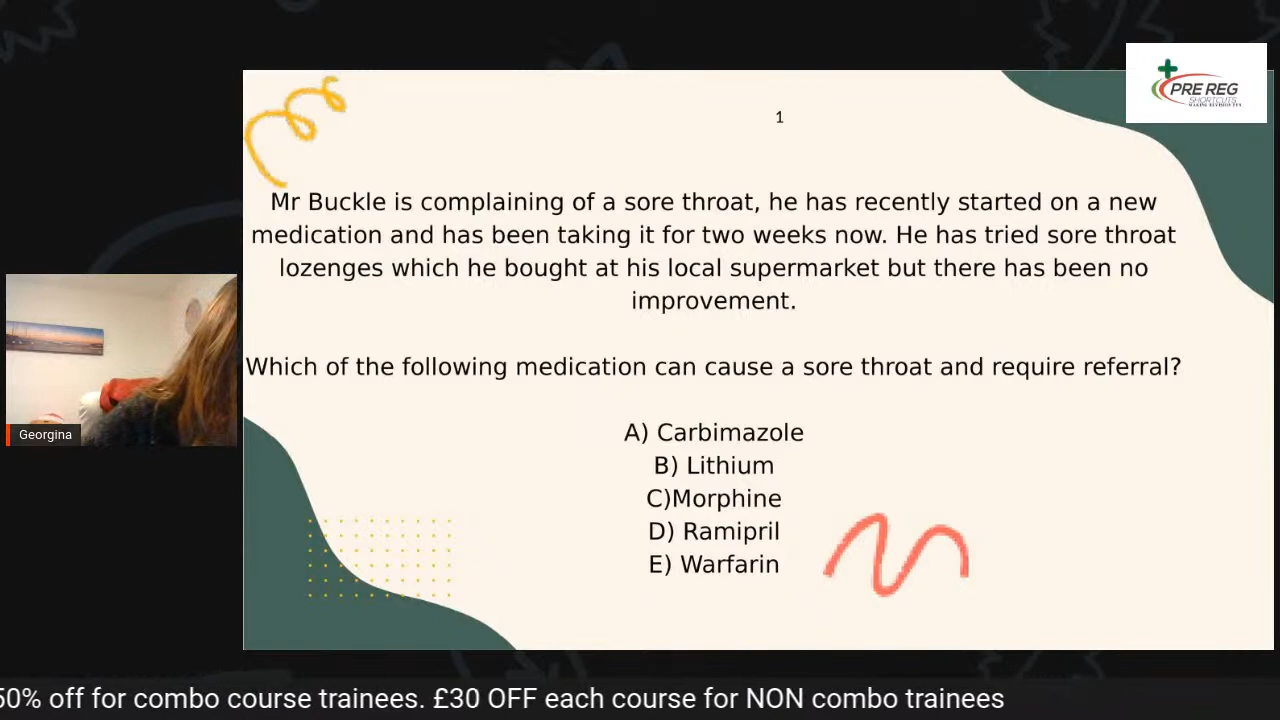 PRE REG
SHORTCUTS
MAKING REVISION FUN
1
Mr Buckle is complaining of a sore throat, he has recently started on a new
medication and has been taking it for two weeks now. He has tried sore throat
lozenges which he bought at his local supermarket but there has been no
improvement.
Which of the following medication can cause a sore throat and require referral?
A) Carbimazole
B) Lithium
C)Morphine
D) Ramipril
E) Warfarin
Georgina
50% off for combo course trainees. £30 OFF each course for NON combo trainees